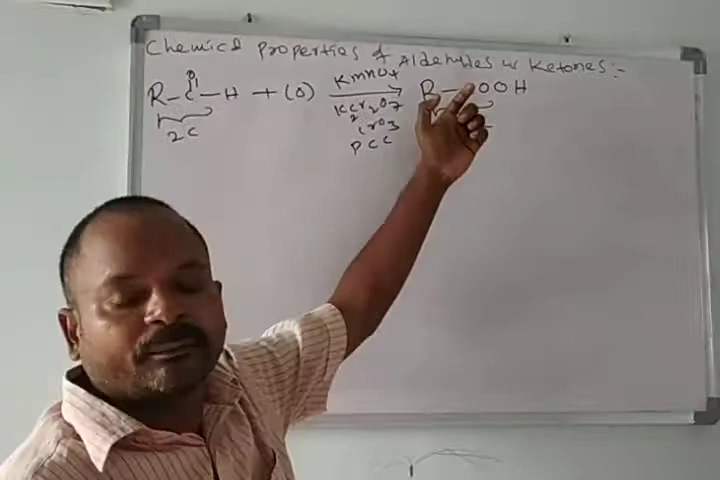 Chemical Properties of Aldehydes & Ketones :-
O
R - C - H + (O) KMnO4 R - COOH
K2Cr2O7
2C CrO3
PCC